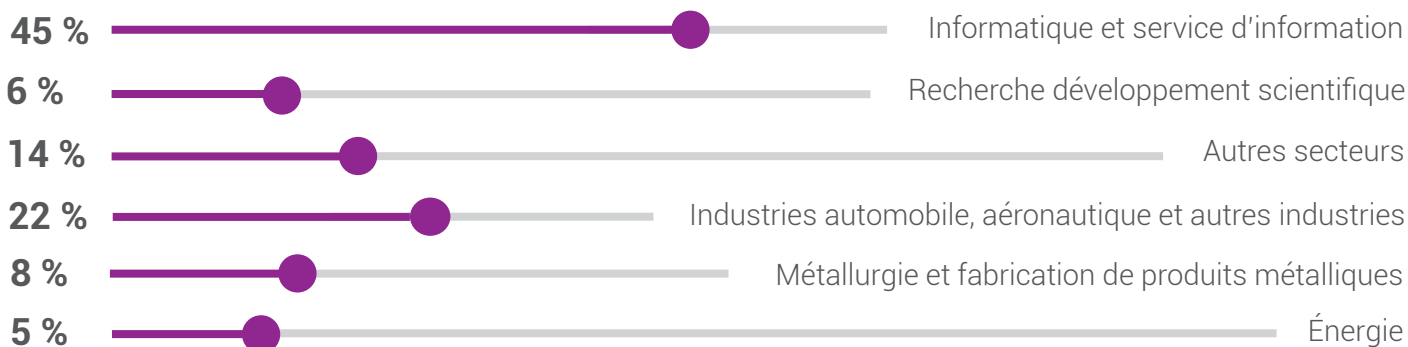 45 % Informatique et service d'information
6 % Recherche développement scientifique
14 % Autres secteurs
22 % Industries automobile, aéronautique et autres industries
8 % Métallurgie et fabrication de produits métalliques
5 % Énergie